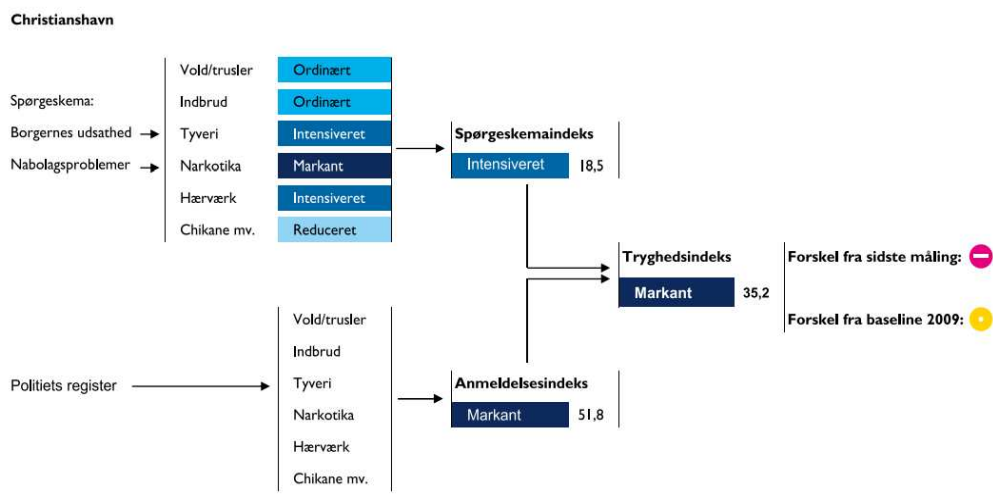 Christianshavn
Spørgeskema:
Borgernes udsathed
Nabolagsproblemer
Vold/trusler Ordinært
Indbrud Ordinært
Tyveri Intensiveret
Narkotika Markant
Hærværk Intensiveret
Chikane mv. Reduceret
Spørgeskemaindeks
Intensiveret 18,5
Tryghedsindeks
Markant 35,2
Forskel fra sidste måling:
Forskel fra baseline 2009:
Politiets register
Vold/trusler
Indbrud
Tyveri
Narkotika
Hærværk
Chikane mv.
Anmeldelsesindeks
Markant 51,8